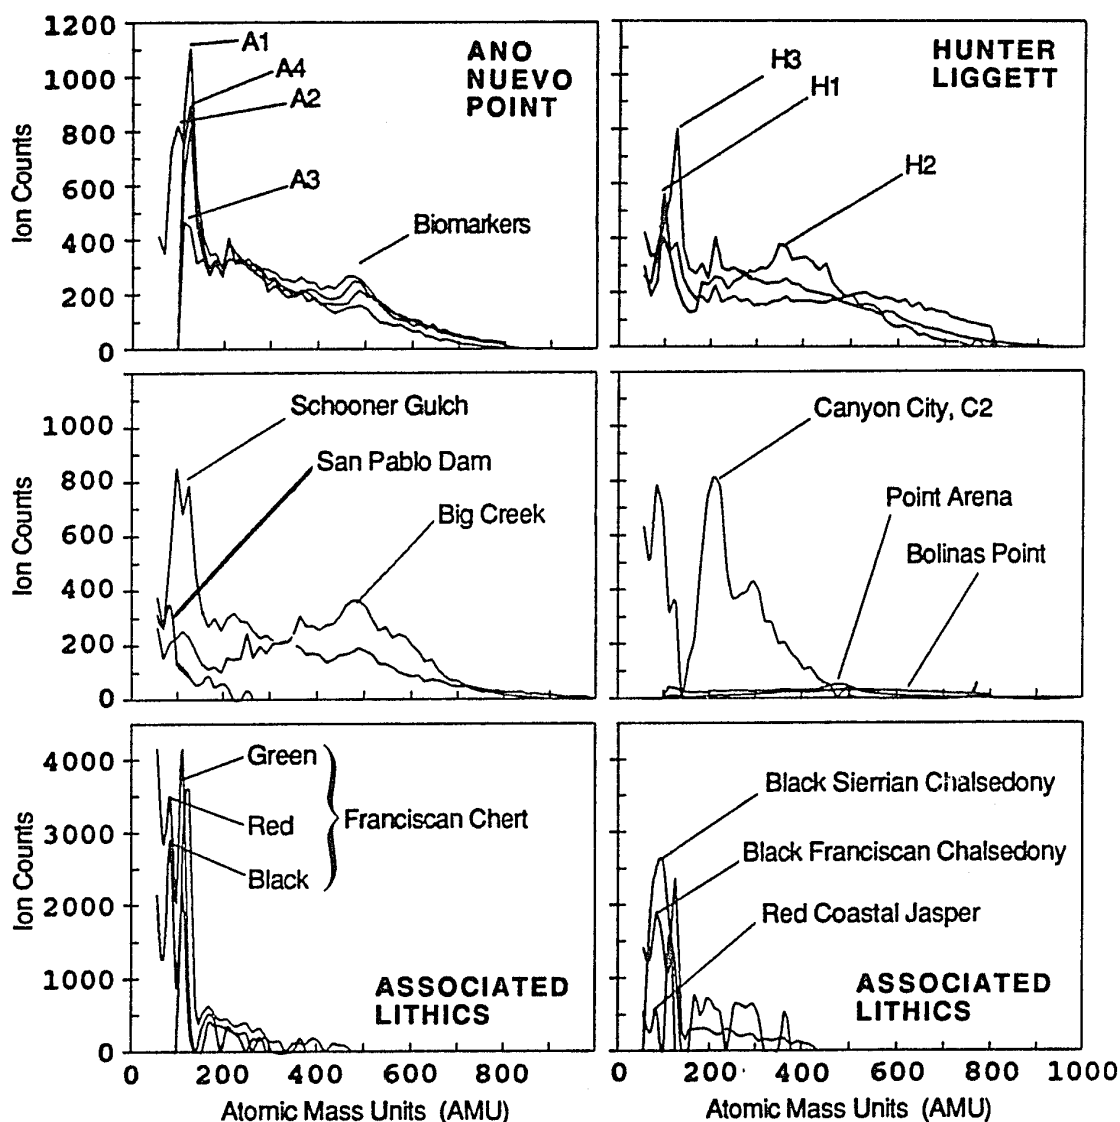 1200
1000
800
600
400
200
0
Ion Counts
A1
A4
A2
A3
Biomarkers
ANO
NUEVO
POINT
H3
H1
H2
HUNTER
LIGGETT
1000
800
600
400
200
0
Ion Counts
Schooner Gulch
San Pablo Dam
Big Creek
Canyon City, C2
Point Arena
Bolinas Point
4000
3000
2000
1000
0
Ion Counts
Green
Red
Black
Franciscan Chert
ASSOCIATED
LITHICS
Black Sierrian Chalsedony
Black Franciscan Chalsedony
Red Coastal Jasper
ASSOCIATED
LITHICS
0 200 400 600 800
Atomic Mass Units (AMU)
0 200 400 600 800 1000
Atomic Mass Units (AMU)